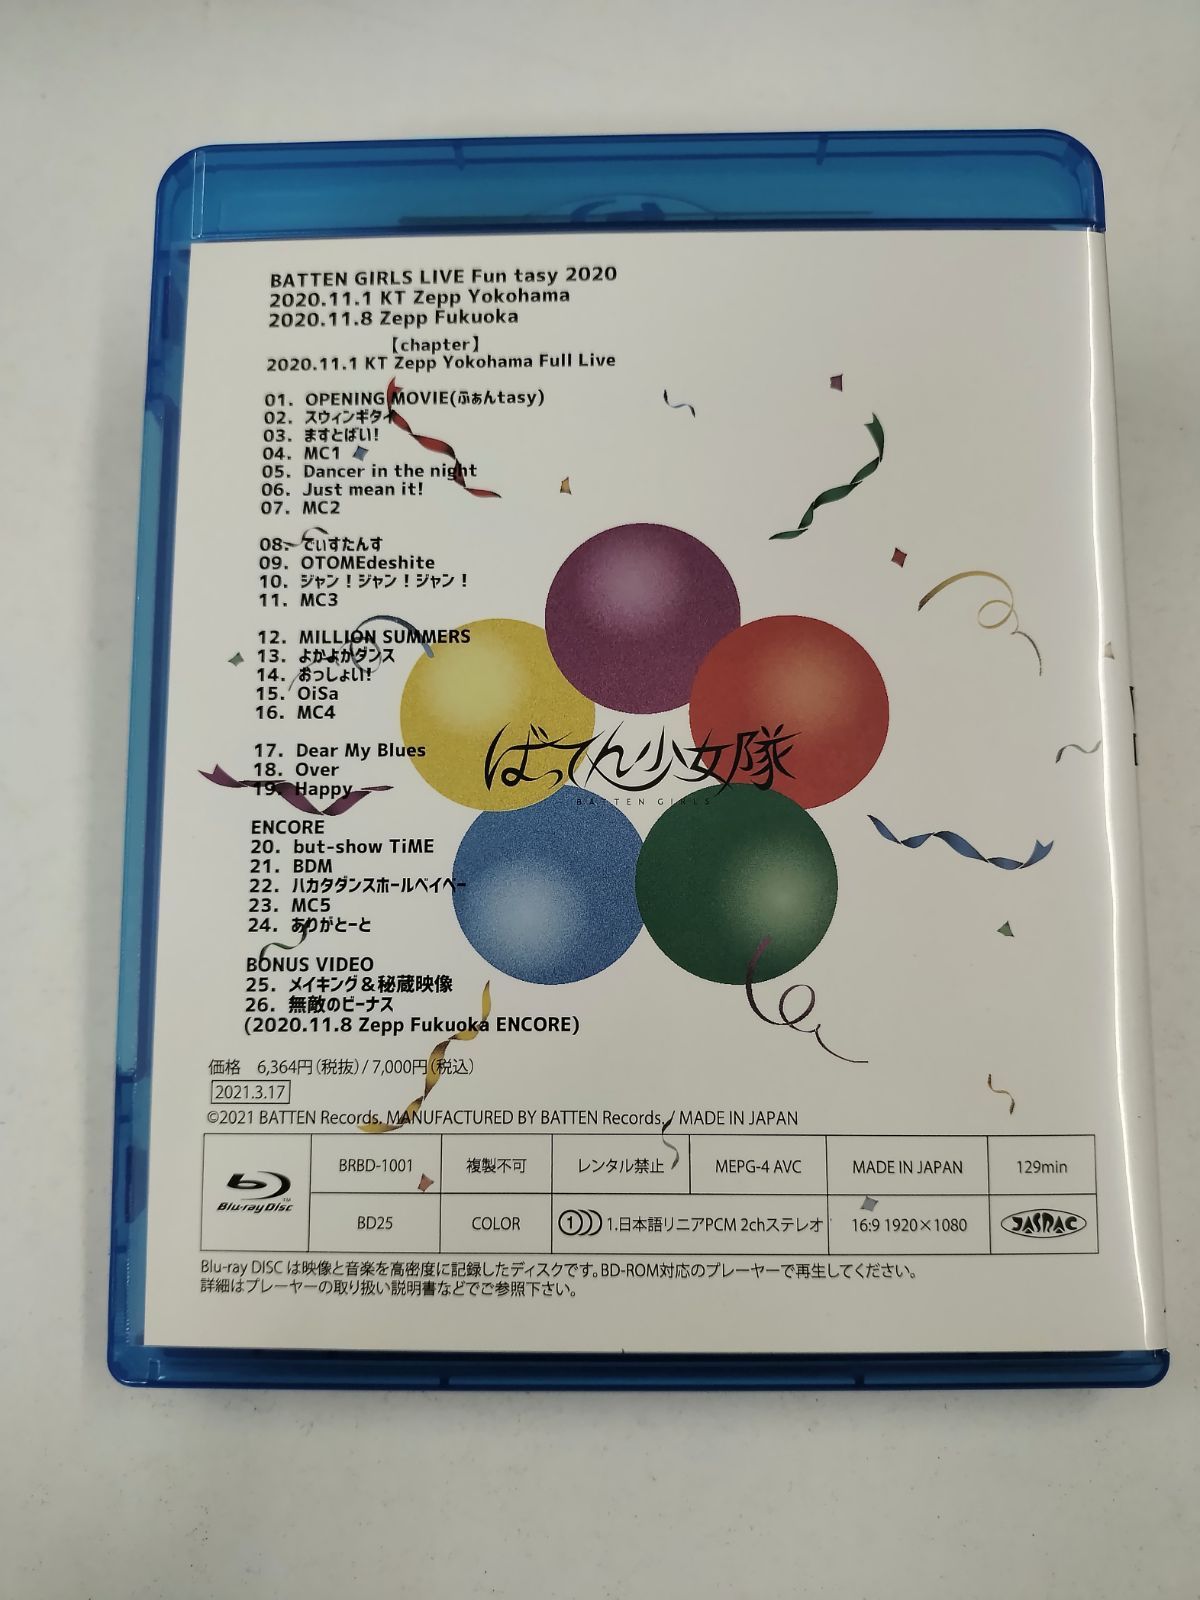 BATTEN GIRLS LIVE Fun tasy 2020
2020.11.1 KT Zepp Yokohama
2020.11.8 Zepp Fukuoka
【chapter】
2020.11.1 KT Zepp Yokohama Full Live
01. OPENING MOVIE(ふぁんtasy)
02. スウィンギタイ
03. ますとばい!
04. MC1
05. Dancer in the night
06. Just mean it!
07. MC2
08. でぃすたんす
09. OTOMEdeshite
10. ジャン！ジャン！ジャン！
11. MC3
12. MILLION SUMMERS
13. よかよかダンス
14. おっしょい!
15. OiSa
16. MC4
17. Dear My Blues
18. Over
19. Happy
ばってん少女隊
BATTEN GIRLS
ENCORE
20. but-show TiME
21. BDM
22. ハカタダンスホールベイベー
23. MC5
24. ありがとーと
BONUS VIDEO
25. メイキング＆秘蔵映像
26. 無敵のビーナス
(2020.11.8 Zepp Fukuoka ENCORE)
価格　6,364円（税抜）/ 7,000円（税込）
2021.3.17
©2021 BATTEN Records. MANUFACTURED BY BATTEN Records. / MADE IN JAPAN
Blu-ray Disc™ BRBD-1001 複製不可 レンタル禁止 MEPG-4 AVC MADE IN JAPAN 129min
BD25 COLOR 1 1.日本語リニアPCM 2chステレオ 16:9 1920×1080 JASRAC
Blu-ray DISC は映像と音楽を高密度に記録したディスクです。BD-ROM対応のプレーヤーで再生してください。
詳細はプレーヤーの取り扱い説明書などでご参照下さい。